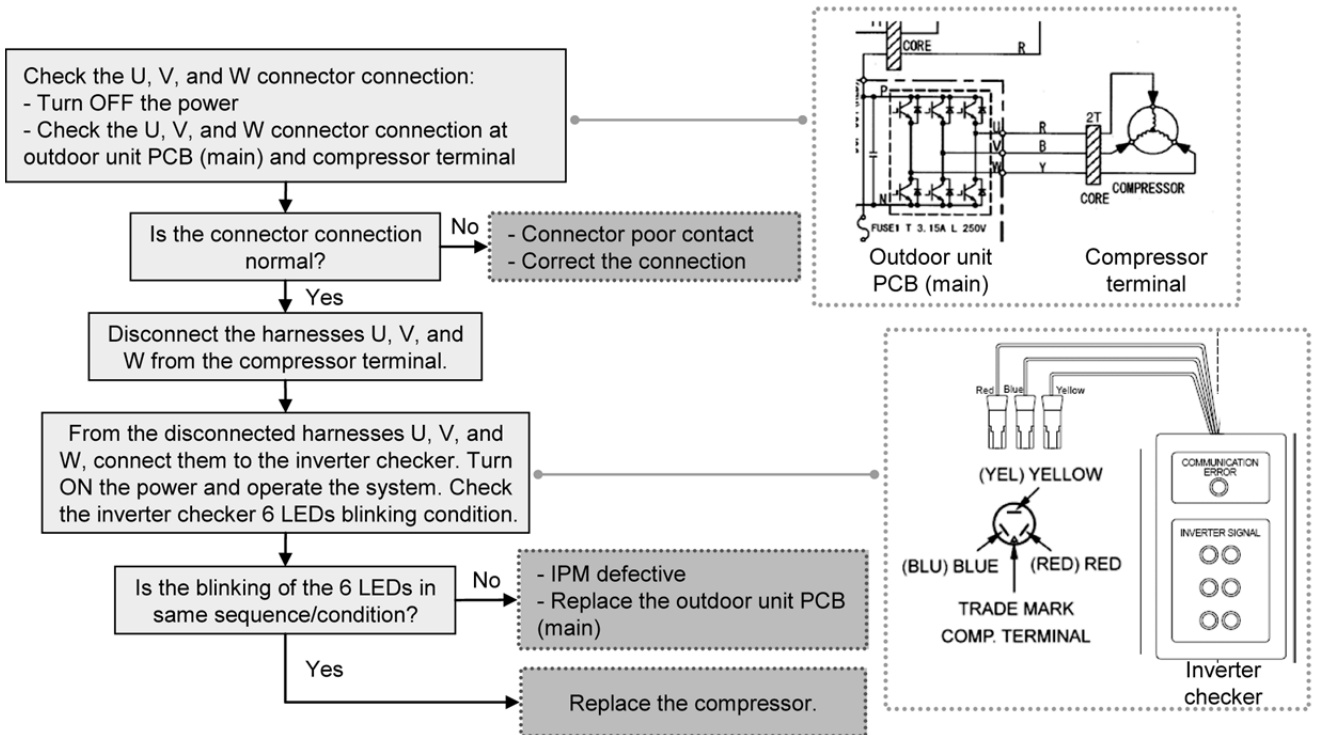 Check the U, V, and W connector connection:
- Turn OFF the power
- Check the U, V, and W connector connection at
outdoor unit PCB (main) and compressor terminal
Is the connector connection
normal?
No
- Connector poor contact
- Correct the connection
Yes
Disconnect the harnesses U, V, and
W from the compressor terminal.
From the disconnected harnesses U, V, and
W, connect them to the inverter checker. Turn
ON the power and operate the system. Check
the inverter checker 6 LEDs blinking condition.
Is the blinking of the 6 LEDs in
same sequence/condition?
No
- IPM defective
- Replace the outdoor unit PCB
(main)
Yes
Replace the compressor.
CORE
R
P
U
R
2T
V
B
W
Y
N
CORE
COMPRESSOR
FUSE1 T 3.15A L 250V
Outdoor unit
PCB (main)
Compressor
terminal
Red
Blue
Yellow
(YEL) YELLOW
(BLU) BLUE
(RED) RED
TRADE MARK
COMP. TERMINAL
COMMUNICATION
ERROR
INVERTER SIGNAL
Inverter
checker